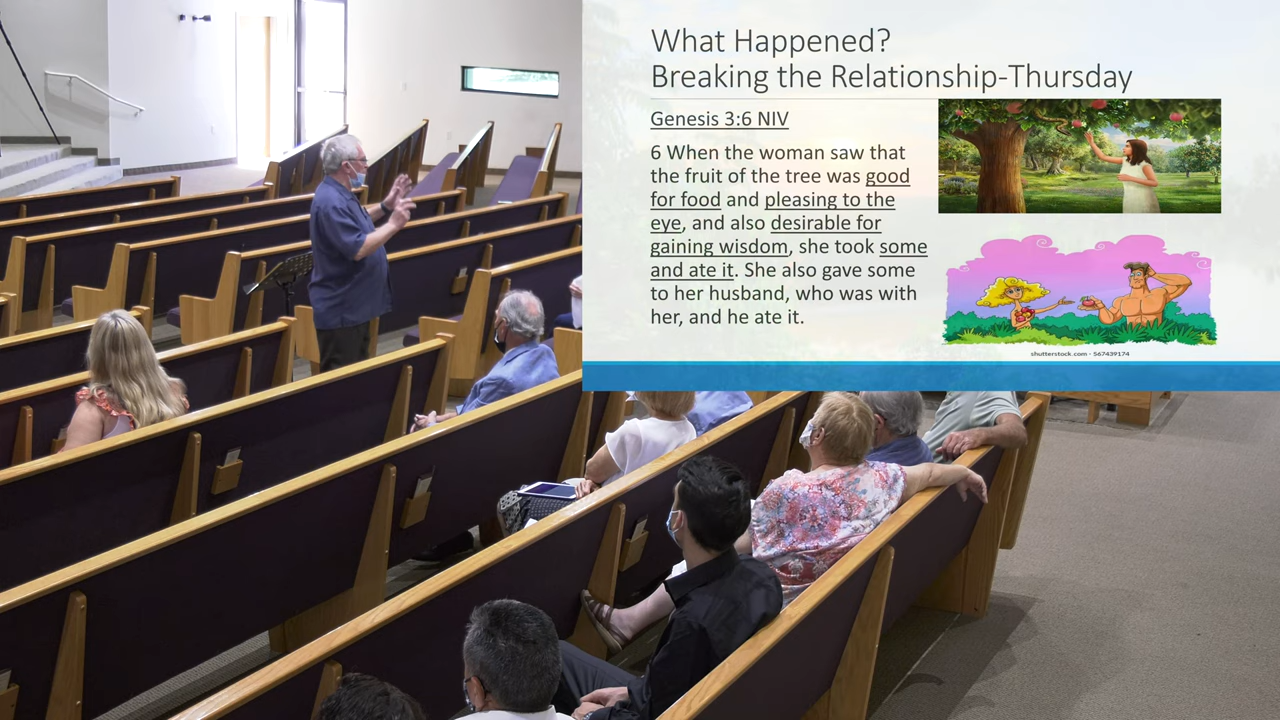 What Happened?
Breaking the Relationship-Thursday
Genesis 3:6 NIV
6 When the woman saw that
the fruit of the tree was good
for food and pleasing to the
eye, and also desirable for
gaining wisdom, she took some
and ate it. She also gave some
to her husband, who was with
her, and he ate it.
shutterstock.com - 567439174